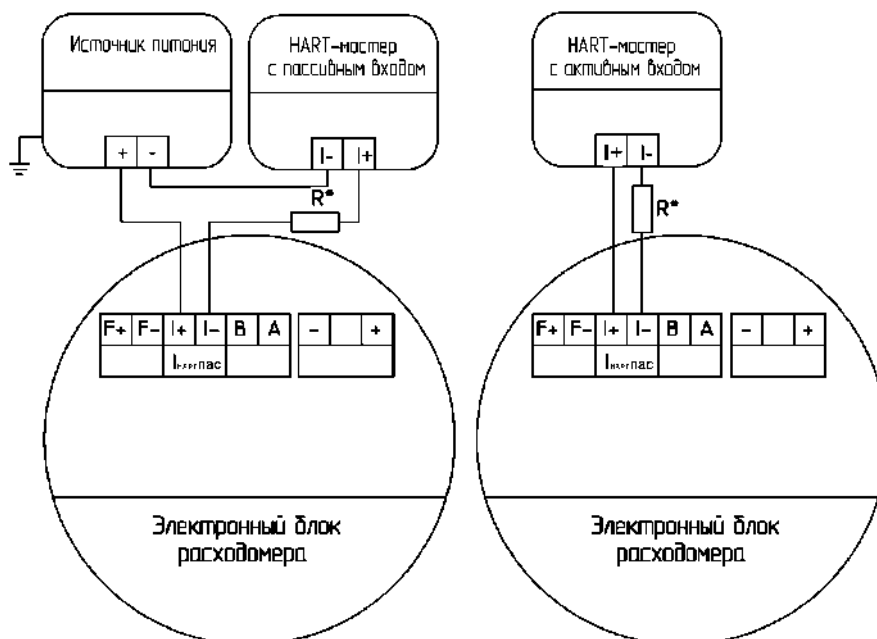 Источник питания
HART-мастер
с пассивным входом
HART-мастер
с активным входом
+ -
I- I+
I+ I-
R*
R*
F+ F- I+ I- B A - +
F+ F- I+ I- B A - +
Электронный блок
расходомера
Электронный блок
расходомера